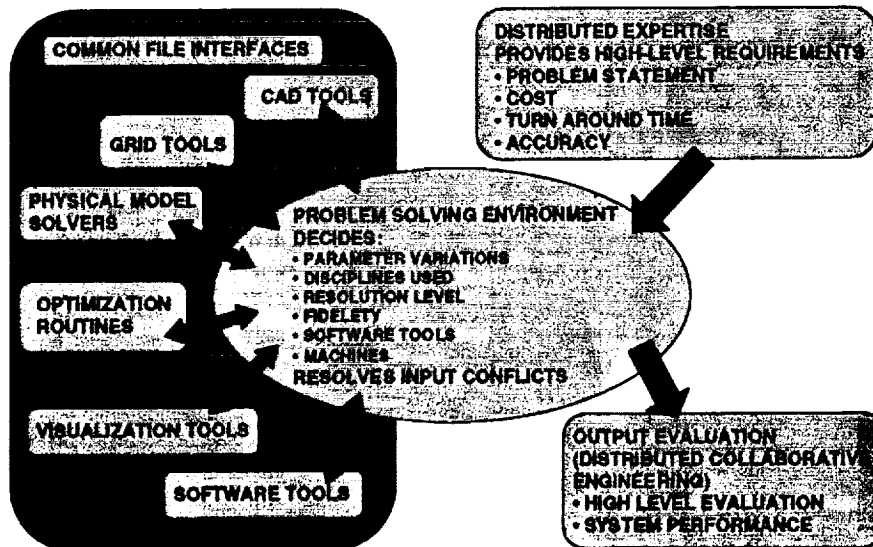 COMMON FILE INTERFACES
CAD TOOLS
GRID TOOLS
PHYSICAL MODEL
SOLVERS
OPTIMIZATION
ROUTINES
VISUALIZATION TOOLS
SOFTWARE TOOLS
DISTRIBUTED EXPERTISE
PROVIDES HIGH-LEVEL REQUIREMENTS
• PROBLEM STATEMENT
• COST
• TURN AROUND TIME
• ACCURACY
PROBLEM SOLVING ENVIRONMENT
DECIDES:
• PARAMETER VARIATIONS
• DISCIPLINES USED
• RESOLUTION LEVEL
• FIDELETY
• SOFTWARE TOOLS
• MACHINES
RESOLVES INPUT CONFLICTS
OUTPUT EVALUATION
(DISTRIBUTED COLLABORATIVE
ENGINEERING)
• HIGH LEVEL EVALUATION
• SYSTEM PERFORMANCE